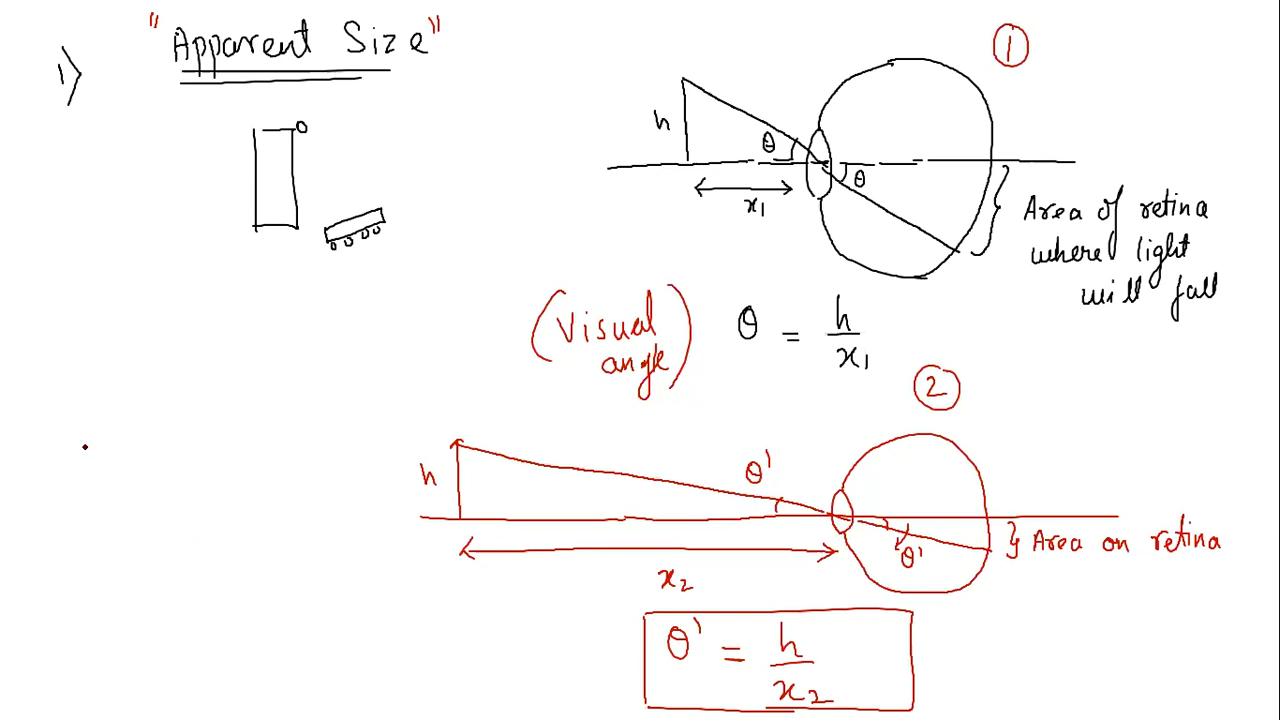 1) "Apparent Size"
①
h
θ
θ
x₁
Area of retina
where light
will fall
(Visual
angle) θ = h/x₁
②
h
θ'
θ'
x₂
Area on retina
θ' = h/x₂